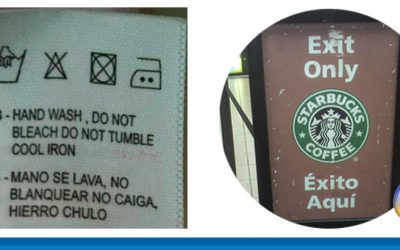 - HAND WASH , DO NOT
BLEACH DO NOT TUMBLE
COOL IRON
- MANO SE LAVA, NO
BLANQUEAR NO CAIGA,
HIERRO CHULO
Exit
Only
STARBUCKS
COFFEE
Éxito
Aquí